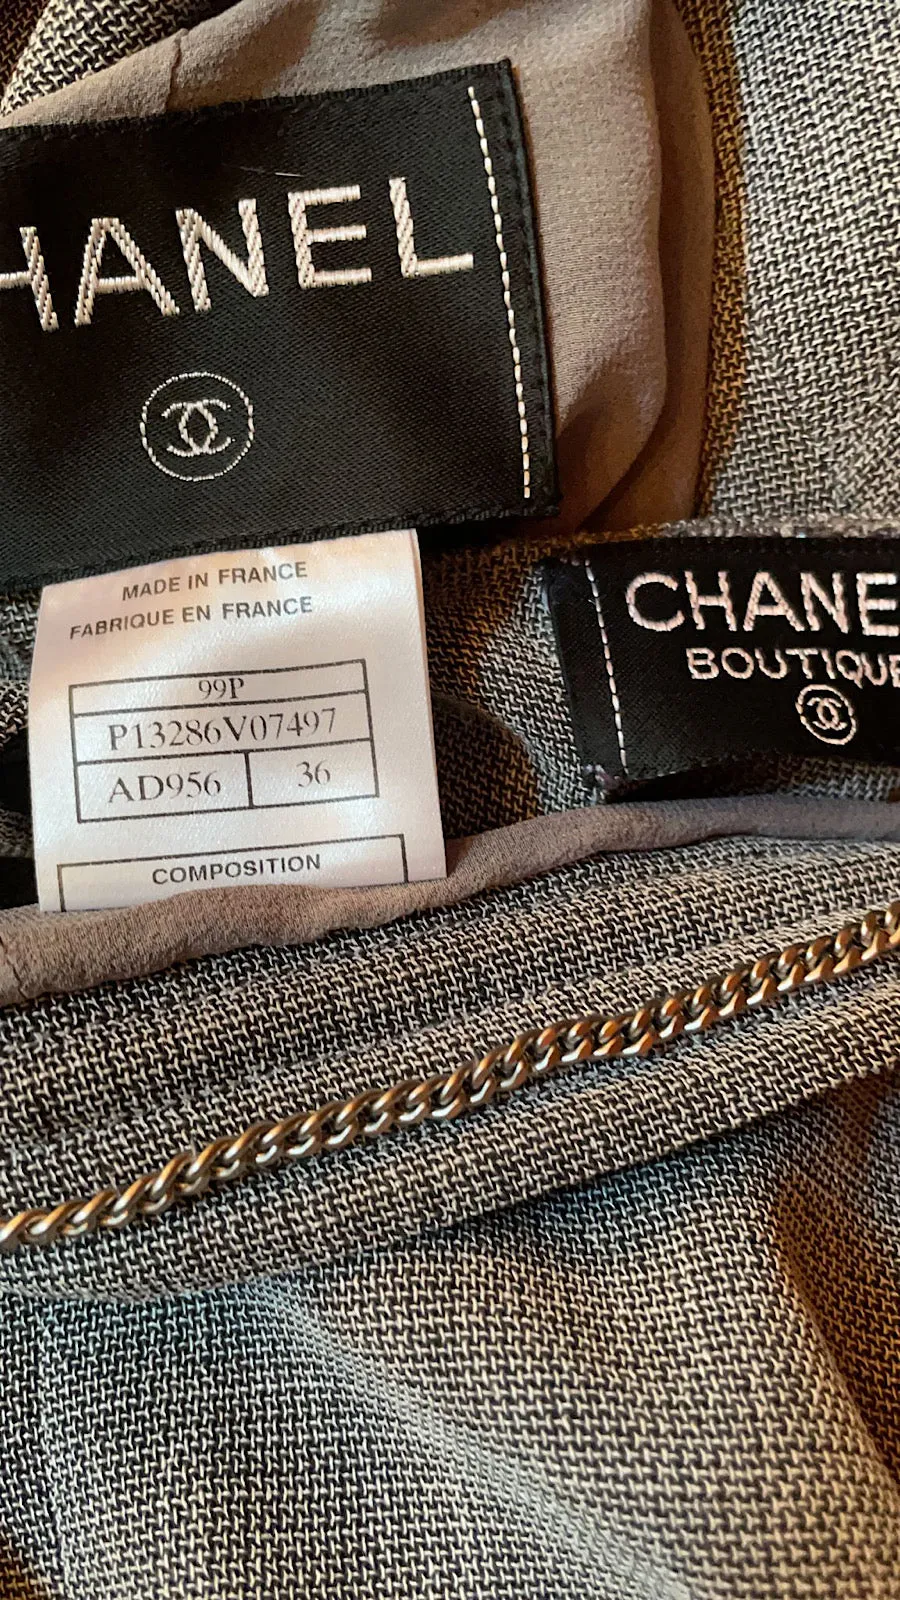 HANEL
MADE IN FRANCE
FABRIQUE EN FRANCE
99P
P13286V07497
AD956 36
COMPOSITION
CHANE
BOUTIQUE